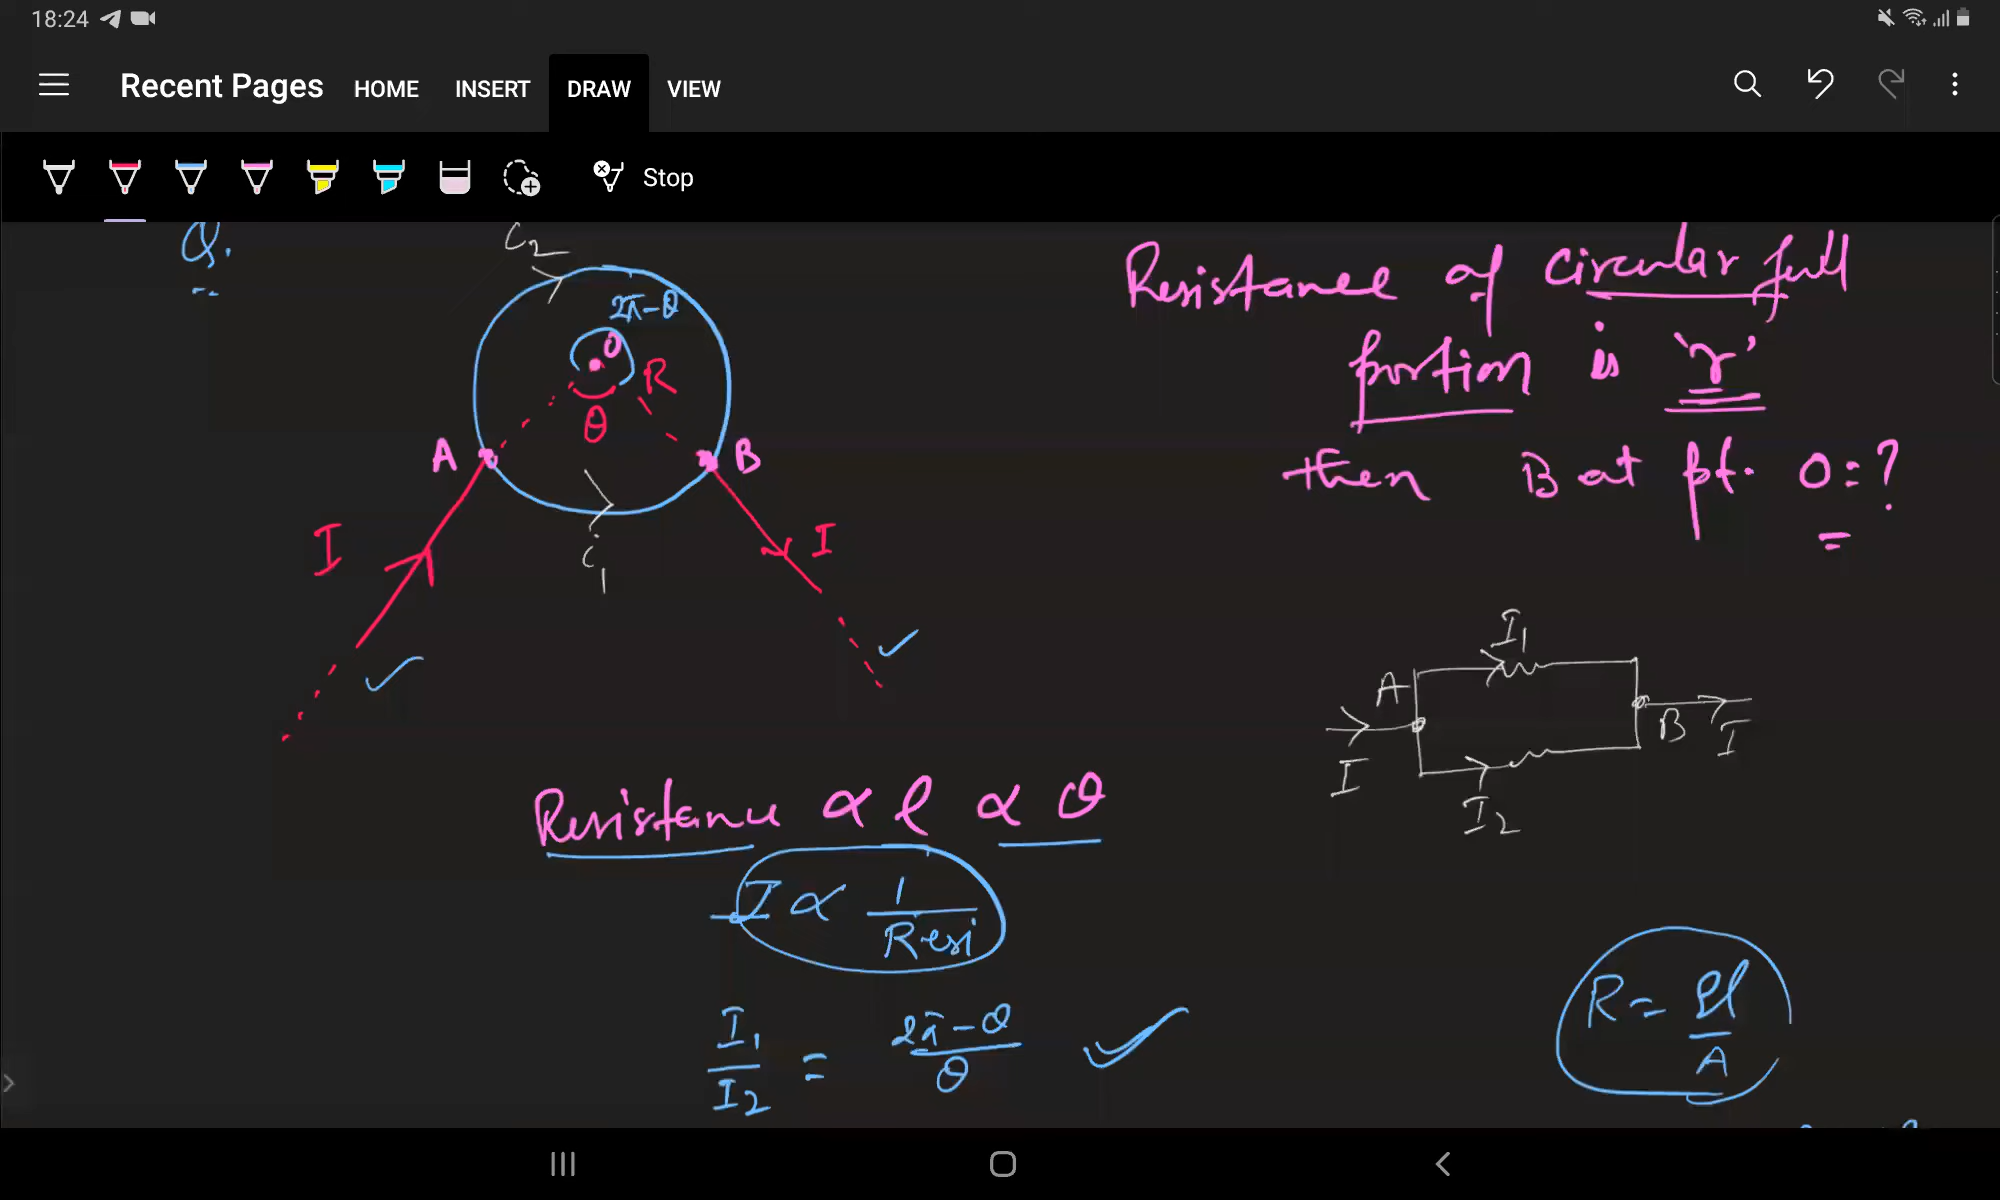 18:24
Recent Pages HOME INSERT DRAW VIEW
Stop
Q.
C2
2π-θ
O
R
θ
A
B
I
I
i1
Resistance of circular full
portion is 'r'
then B at pt. O=?
I1
A
B
I
I
I2
Resistance ∝ l ∝ θ
I ∝ 1/Resi
I1/I2 = 2π-θ/θ
R = ρl/A